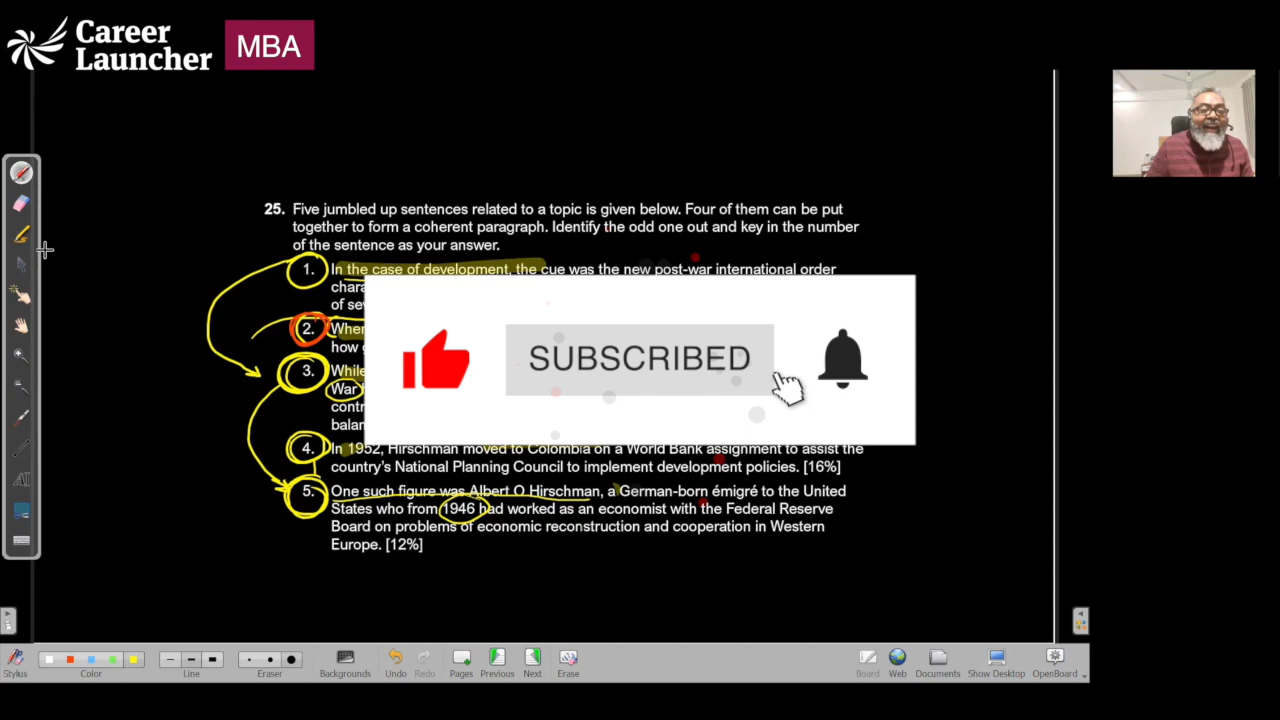 Career
Launcher
MBA
25. Five jumbled up sentences related to a topic is given below. Four of them can be put
together to form a coherent paragraph. Identify the odd one out and key in the number
of the sentence as your answer.
1. In the case of development, the cue was the new post-war international order
of
2.
how
3. While
War
SUBSCRIBED
4. In 1952, Hirschman moved to Colombia on a World Bank assignment to assist the
country's National Planning Council to implement development policies. [16%]
5. One such figure was Albert O Hirschman, a German-born émigré to the United
States who from 1946 had worked as an economist with the Federal Reserve
Board on problems of economic reconstruction and cooperation in Western
Europe. [12%]
Stylus
Color
Line
Eraser
Backgrounds
Undo
Redo
Pages
Previous
Next
Erase
Board
Web
Documents
Show Desktop
OpenBoard